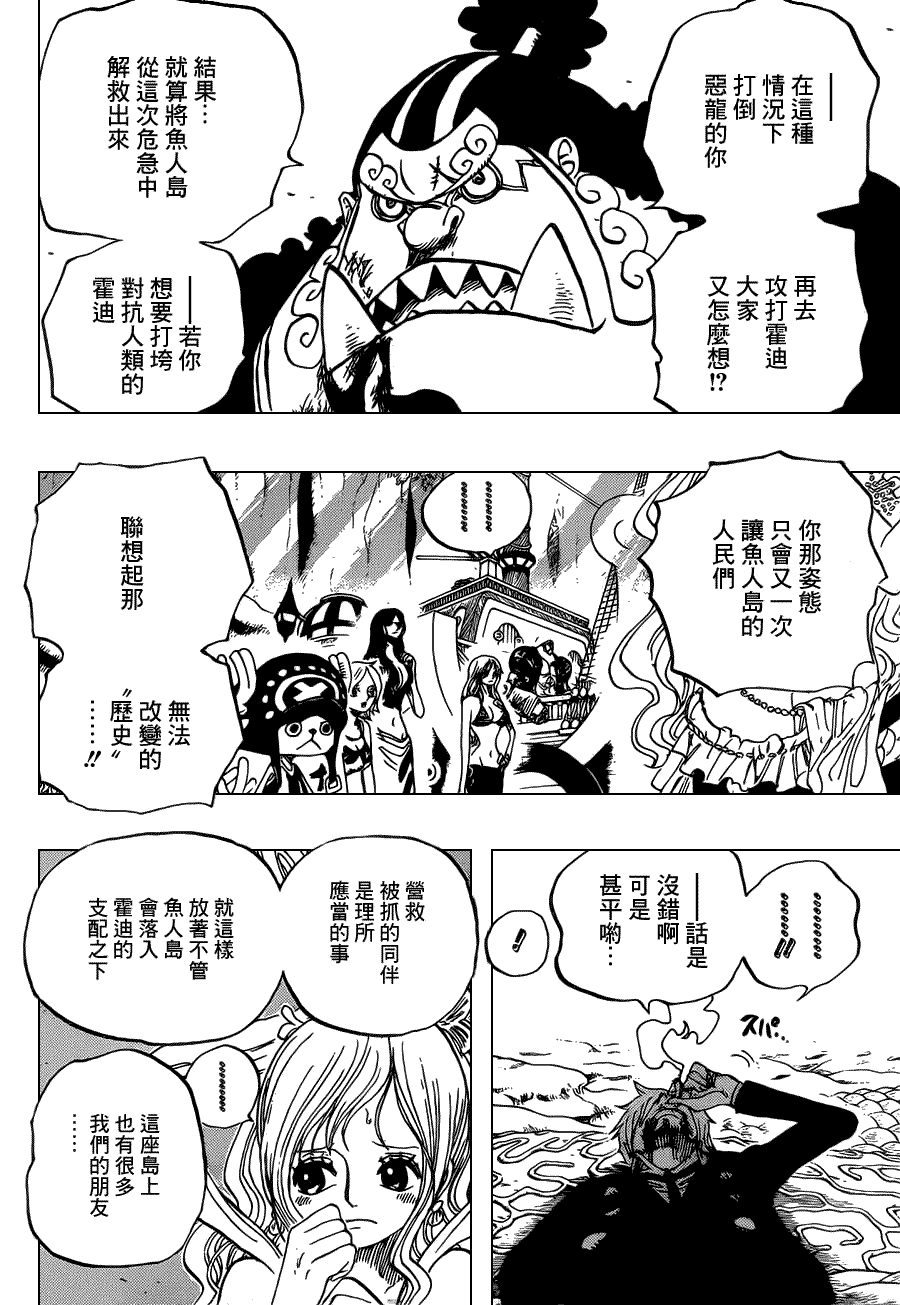 ——
在這種
情況下
打倒
惡龍的你
再去
攻打霍迪
大家
又怎麼想!?
結果…
就算將魚人島
從這次危急中
解救出來
——若你
想要打垮
對抗人類的
霍迪
你那姿態
只會又一次
讓魚人島的
人民們
………
………
聯想起那
無法
改變的
〝歷史〞
……!!
………
………!!
——話是
沒錯啊
可是
甚平喲…
!
スパ…
營救
被抓的同伴
是理所
應當的事
就這樣
放著不管
魚人島
會落入
霍迪的
支配之下
………
………
這座島上
也有很多
我們的朋友
……